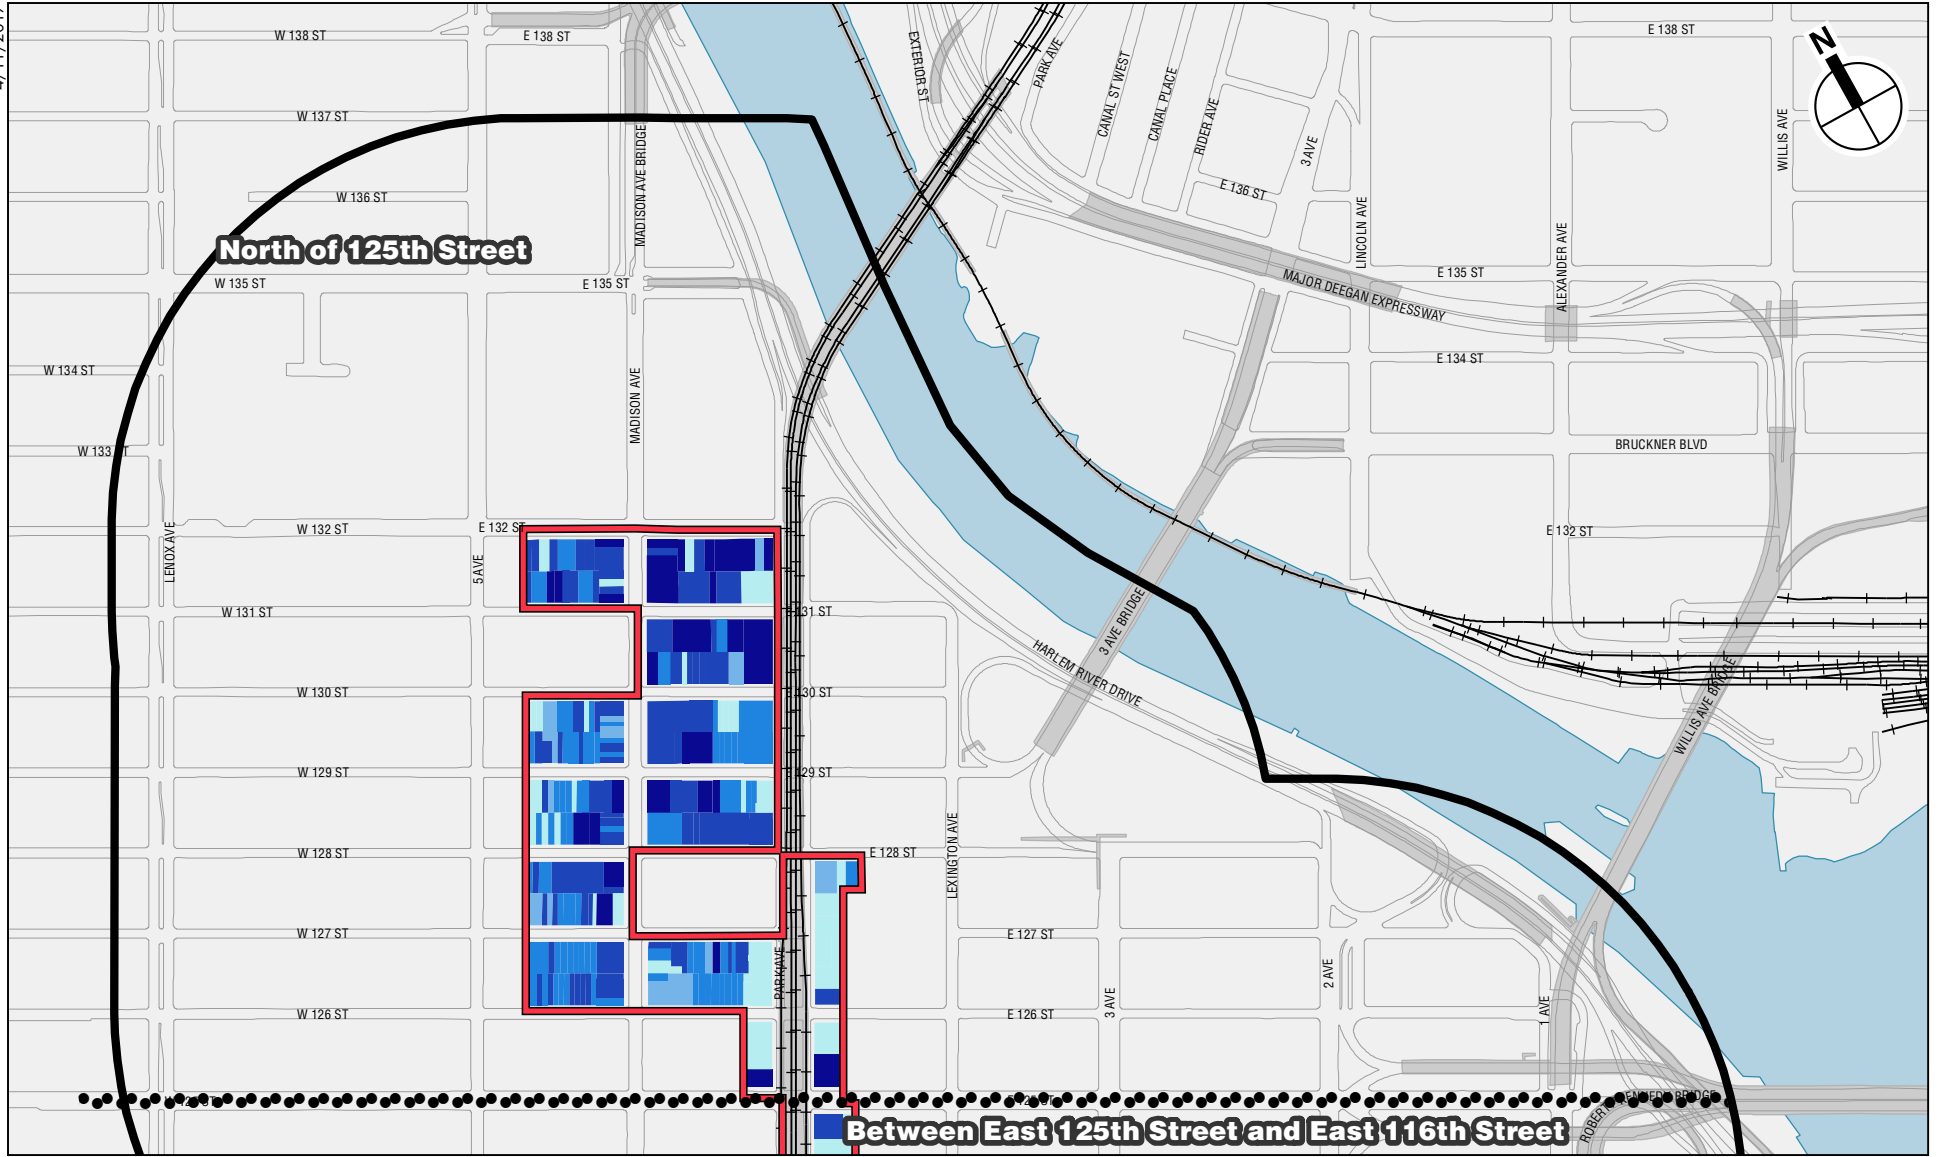 W 138 ST
E 138 ST
E 138 ST
N
EXTERIOR ST
PARK AVE
CANAL ST WEST
CANAL PLACE
RIDER AVE
3 AVE
WILLIS AVE
W 137 ST
MADISON AVE BRIDGE
W 136 ST
E 136 ST
LINCOLN AVE
ALEXANDER AVE
North of 125th Street
W 135 ST
E 135 ST
E 135 ST
MAJOR DEEGAN EXPRESSWAY
W 134 ST
E 134 ST
MADISON AVE
W 133 ST
BRUCKNER BLVD
LENOX AVE
W 132 ST
5 AVE
E 132 ST
E 132 ST
W 131 ST
131 ST
3 AVE BRIDGE
HARLEM RIVER DRIVE
WILLIS AVE BRIDGE
W 130 ST
130 ST
W 129 ST
129 ST
W 128 ST
E 128 ST
LEXINGTON AVE
W 127 ST
E 127 ST
PARK AVE
3 AVE
2 AVE
1 AVE
W 126 ST
E 126 ST
Between East 125th Street and East 116th Street